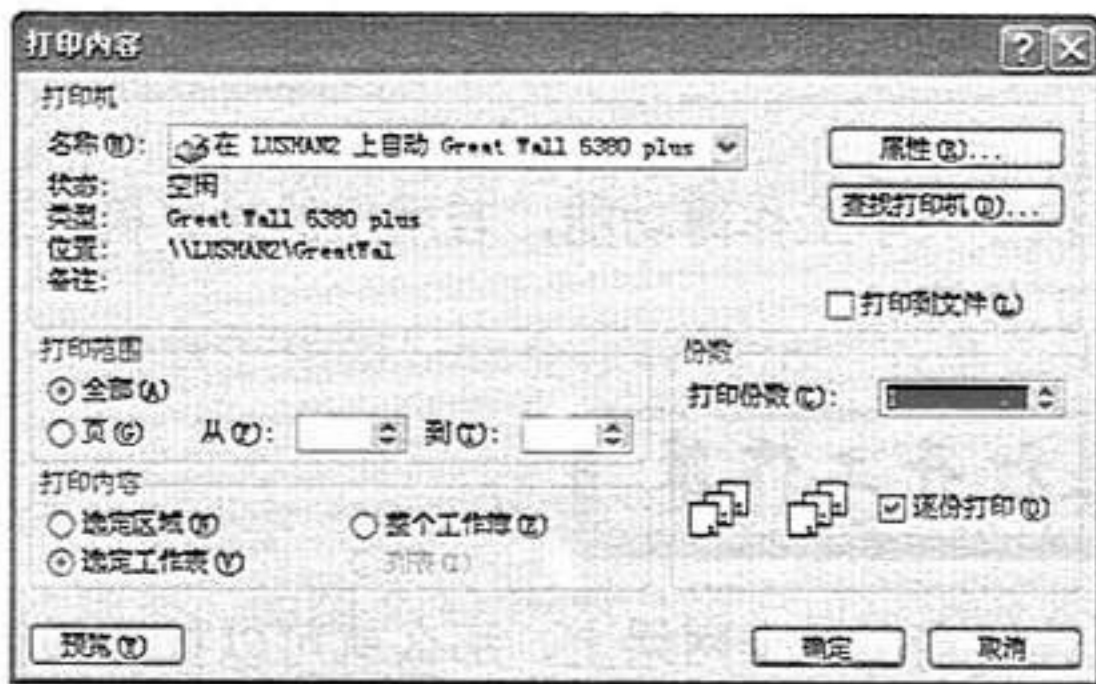 打印内容
打印机
名称(M): 在 LUSMAN2 上自动 Great Wall 5380 plus
属性(R)...
状态: 空闲
查找打印机(D)...
类型: Great Wall 5380 plus
位置: \\LUSMAN2\GreatWal
备注:
打印到文件(L)
打印范围
份数
全部(A)
打印份数(C):
页(G) 从(F): 到(T):
打印内容
逐份打印(O)
选定区域(N) 整个工作簿(E)
选定工作表(V) 列表(I)
预览(W) 确定 取消